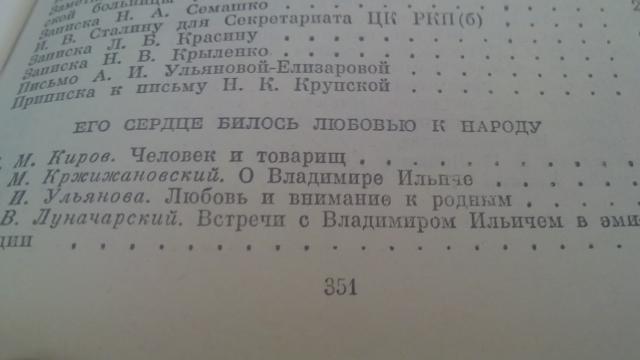 ской больницы
Записка Н. А. Семашко
И. В. Сталину для Секретариата ЦК РКП(б)
Записка Л. Б. Красину
Записка Н. В. Крыленко
Письмо А. И. Ульяновой-Елизаровой
Приписка к письму Н. К. Крупской
ЕГО СЕРДЦЕ БИЛОСЬ ЛЮБОВЬЮ К НАРОДУ
М. Киров. Человек и товарищ
М. Кржижановский. О Владимире Ильиче
И. Ульянова. Любовь и внимание к родным
В. Луначарский. Встречи с Владимиром Ильичем в эми-
ции
351